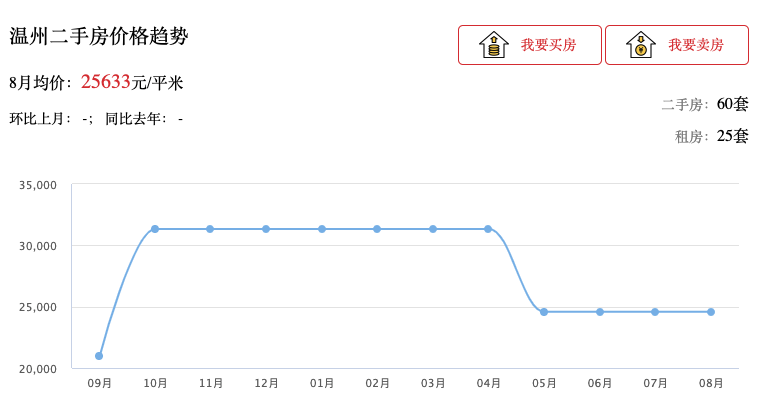 温州二手房价格趋势
我要买房
我要卖房
8月均价：25633元/平米
环比上月： -； 同比去年： -
二手房：60套
租房：25套
35,000
30,000
25,000
20,000
09月 10月 11月 12月 01月 02月 03月 04月 05月 06月 07月 08月